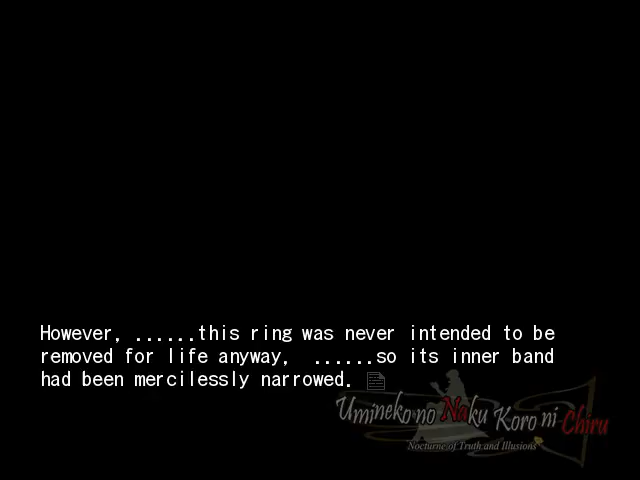 However, ......this ring was never intended to be
removed for life anyway,  ......so its inner band
had been mercilessly narrowed.
Umineko no Naku Koro ni Chiru
Nocturne of Truth and Illusions